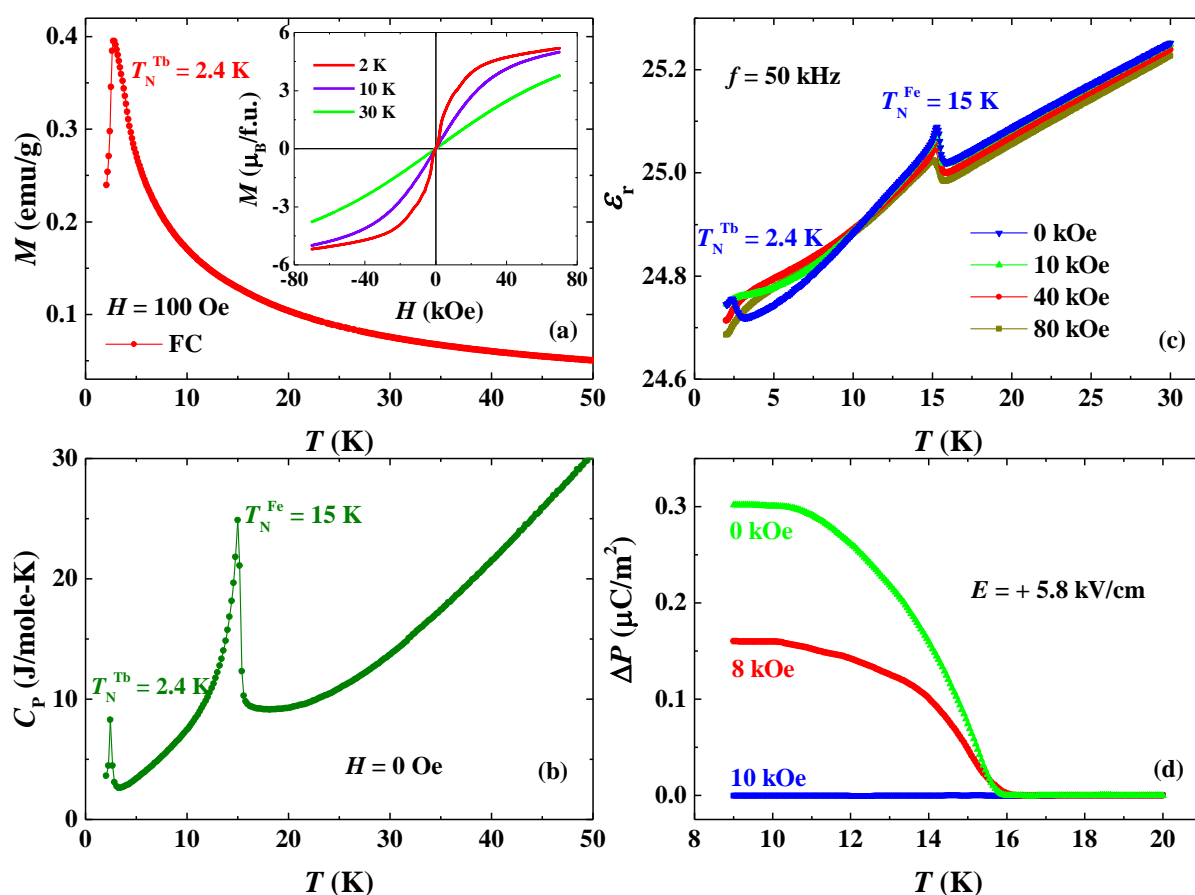 0.4
0.3
0.2
0.1
M (emu/g)
T_N^Tb = 2.4 K
H = 100 Oe
FC
(a)
0 10 20 30 40 50
T (K)
6
3
0
-3
-6
M (μ_B/f.u.)
2 K
10 K
30 K
-80 -40 0 40 80
H (kOe)
25.2
25.0
24.8
24.6
ε_r
f = 50 kHz
T_N^Fe = 15 K
T_N^Tb = 2.4 K
0 kOe
10 kOe
40 kOe
80 kOe
(c)
0 5 10 15 20 25 30
T (K)
30
20
10
0
C_P (J/mole-K)
T_N^Fe = 15 K
T_N^Tb = 2.4 K
H = 0 Oe
(b)
0 10 20 30 40 50
T (K)
0.3
0.2
0.1
0.0
ΔP (μC/m²)
0 kOe
E = + 5.8 kV/cm
8 kOe
10 kOe
(d)
8 10 12 14 16 18 20
T (K)